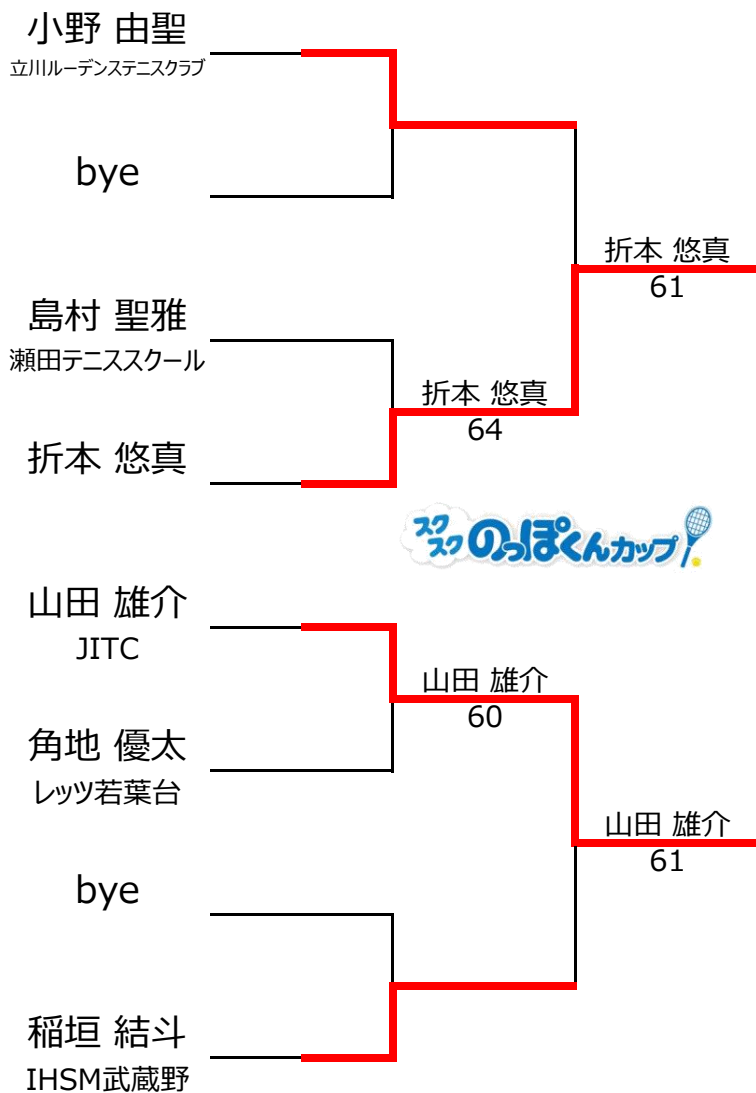 小野 由聖
立川ルーデンステニスクラブ
bye
折本 悠真
61
島村 聖雅
瀬田テニススクール
折本 悠真
64
折本 悠真
スクスク のっぽくんカップ
山田 雄介
JITC
山田 雄介
60
角地 優太
レッツ若葉台
山田 雄介
61
bye
稲垣 結斗
IHSM武蔵野